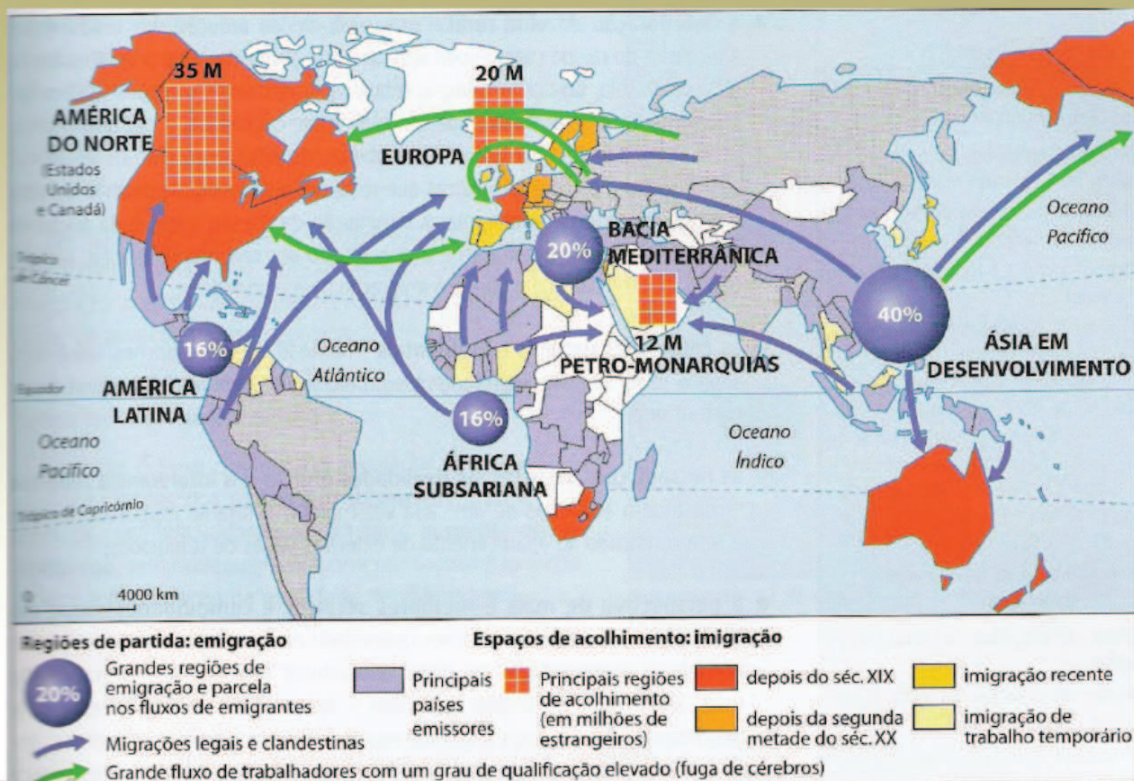 35 M
20 M
AMÉRICA
DO NORTE
(Estados
Unidos
e Canadá)
EUROPA
Oceano
Pacífico
Trópico
de Câncer
20%
BACIA
MEDITERRÂNICA
40%
12 M
PETRO-MONARQUIAS
ÁSIA EM
DESENVOLVIMENTO
16%
Oceano
Atlântico
Equador
AMÉRICA
LATINA
16%
Oceano
Pacífico
ÁFRICA
SUBSARIANA
Oceano
Índico
Trópico de Capricórnio
0 4000 km
Regiões de partida: emigração
20%
Grandes regiões de
emigração e parcela
nos fluxos de emigrantes
Principais
países
emissores
Migrações legais e clandestinas
Grande fluxo de trabalhadores com um grau de qualificação elevado (fuga de cérebros)
Espaços de acolhimento: imigração
Principais regiões
de acolhimento
(em milhões de
estrangeiros)
depois do séc. XIX
depois da segunda
metade do séc. XX
imigração recente
imigração de
trabalho temporário